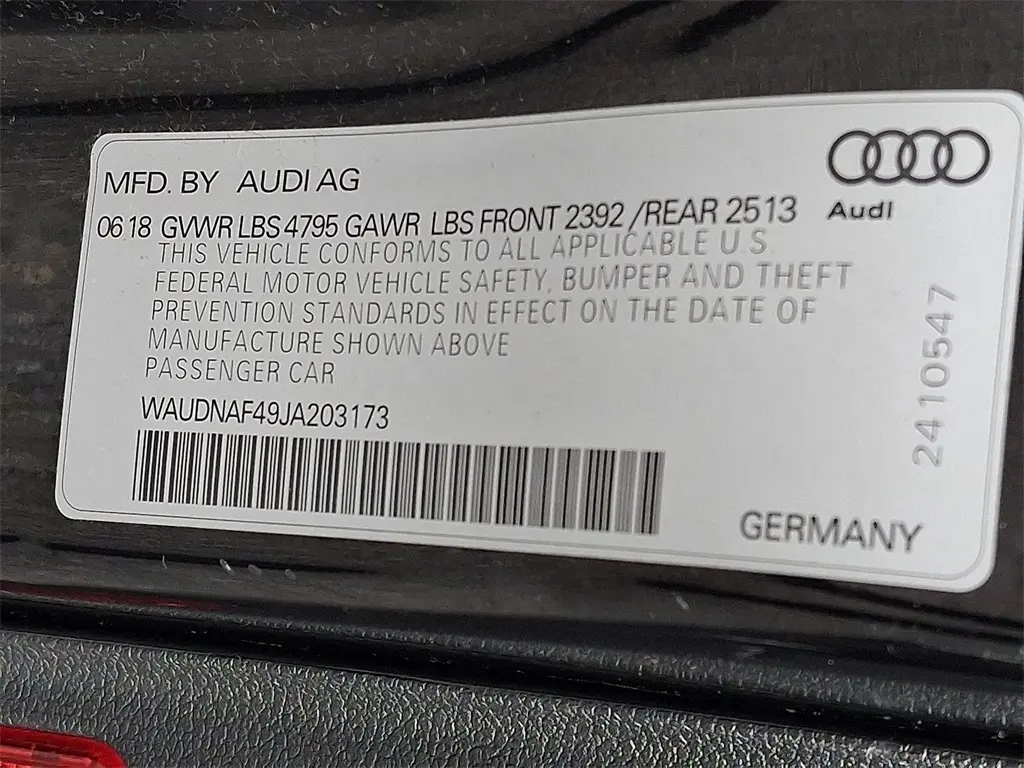 MFD. BY AUDI AG
Audi
06 18 GVWR LBS 4795 GAWR LBS FRONT 2392 /REAR 2513
THIS VEHICLE CONFORMS TO ALL APPLICABLE U.S.
FEDERAL MOTOR VEHICLE SAFETY, BUMPER AND THEFT
PREVENTION STANDARDS IN EFFECT ON THE DATE OF
MANUFACTURE SHOWN ABOVE
PASSENGER CAR
WAUDNAF49JA203173
2410547
GERMANY